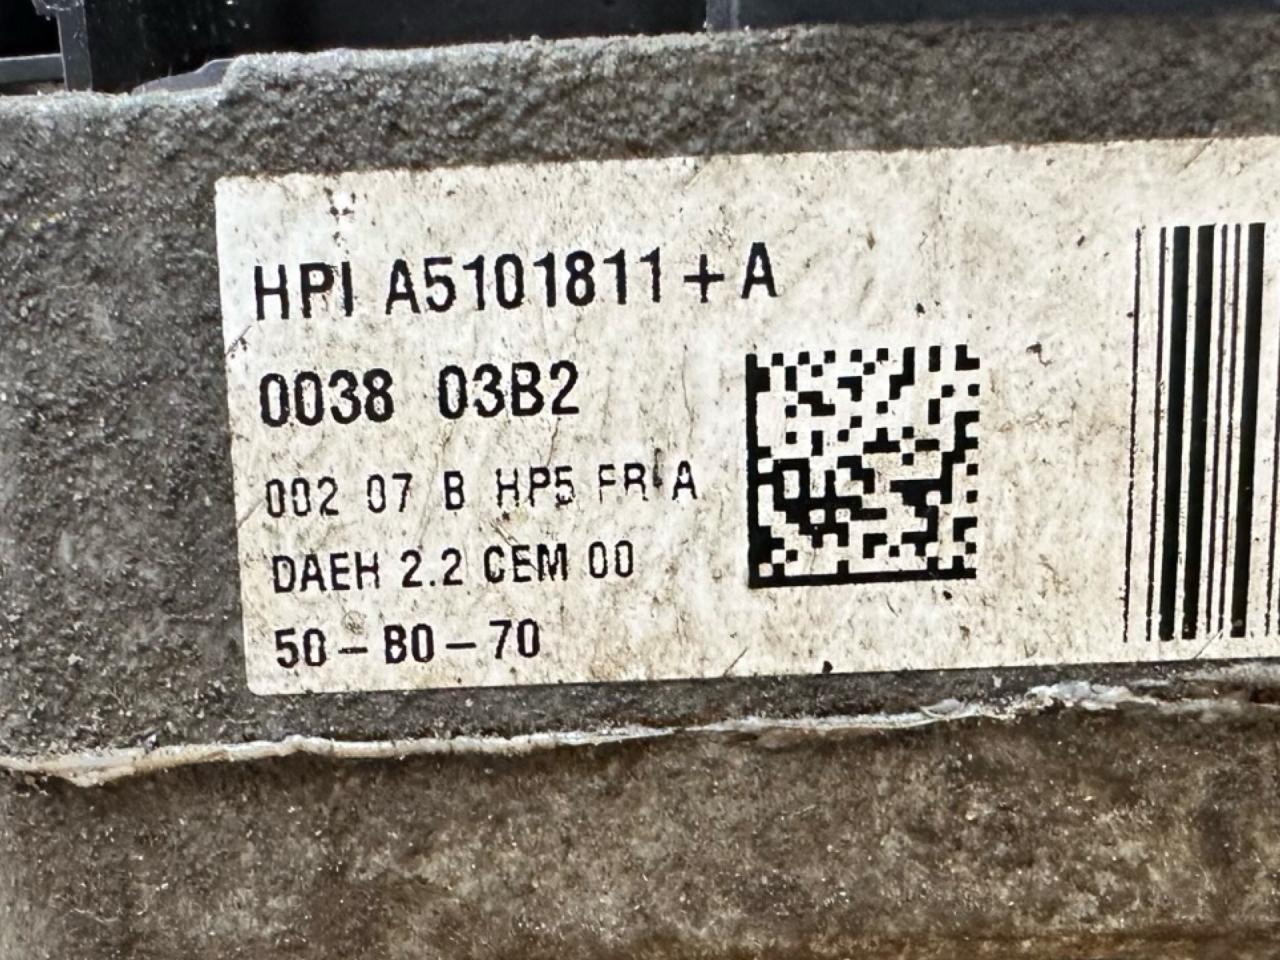 HPI A5101811+A
0038 03B2
002 07 B HP5 FR A
DAEH 2.2 CEM 00
50-B0-70